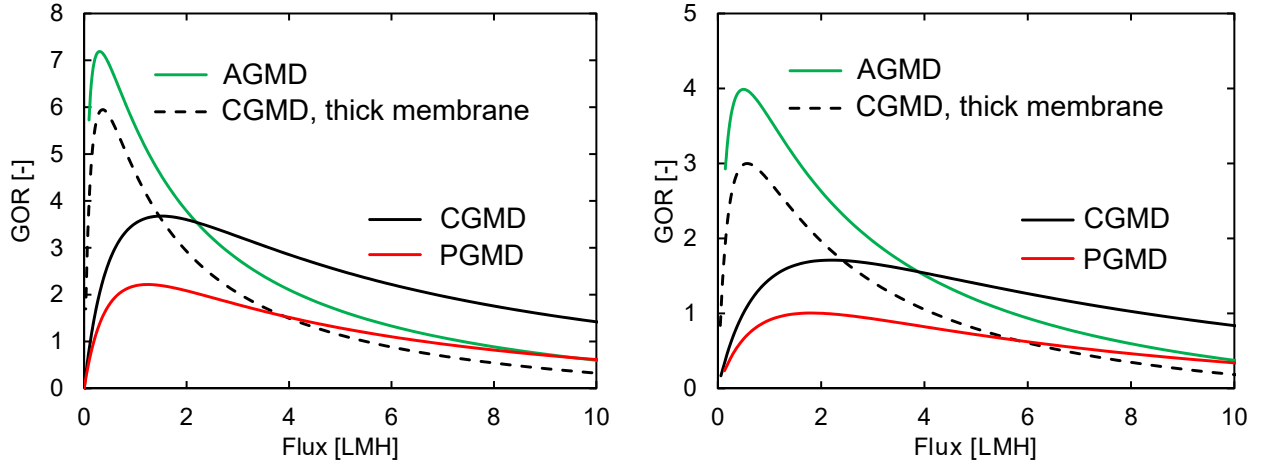 8
7
6
5
4
3
2
1
0
GOR [-]
AGMD
CGMD, thick membrane
CGMD
PGMD
0 2 4 6 8 10
Flux [LMH]
5
4
3
2
1
0
GOR [-]
AGMD
CGMD, thick membrane
CGMD
PGMD
0 2 4 6 8 10
Flux [LMH]